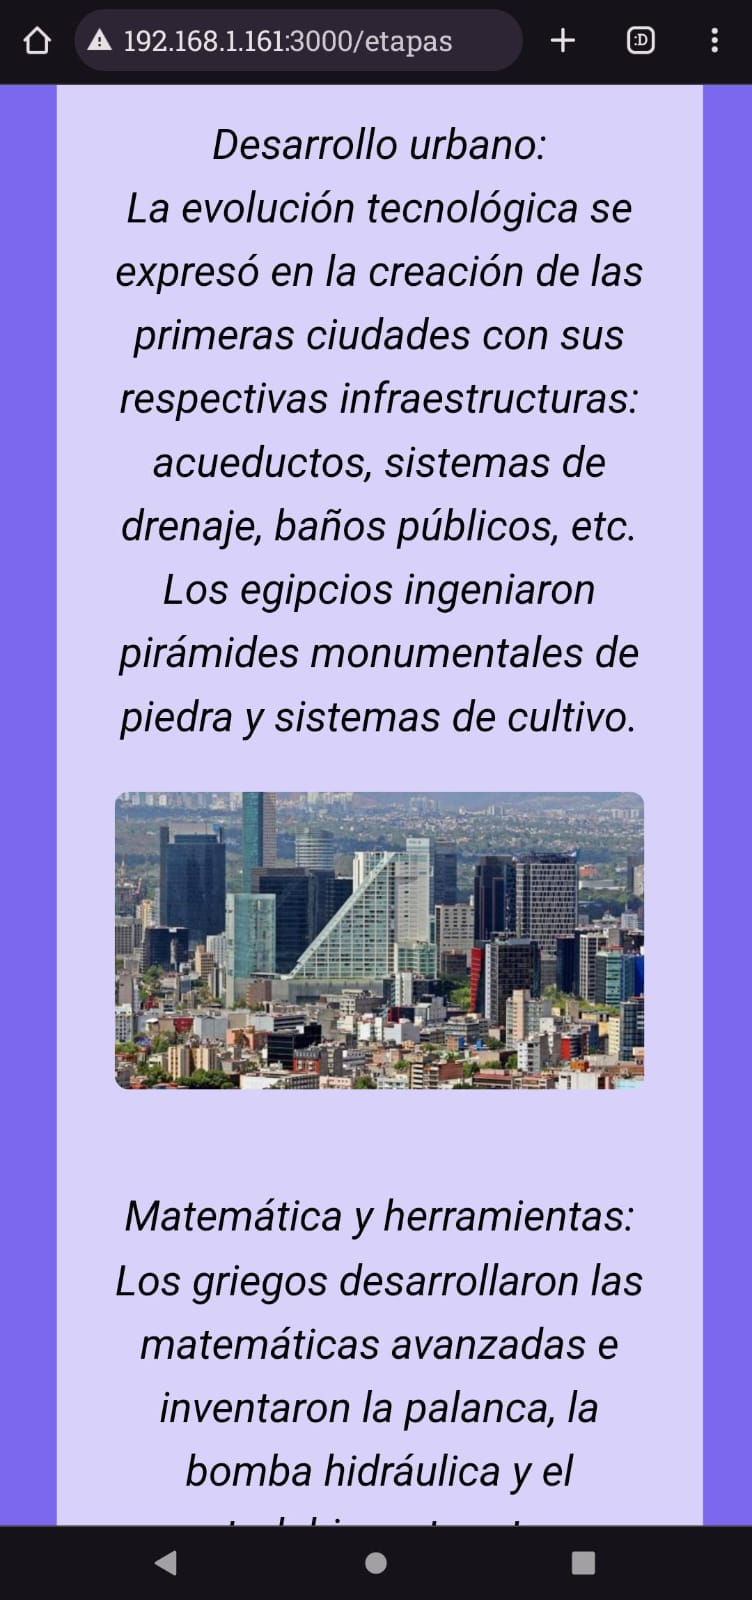 192.168.1.161:3000/etapas
:D
Desarrollo urbano:
La evolución tecnológica se
expresó en la creación de las
primeras ciudades con sus
respectivas infraestructuras:
acueductos, sistemas de
drenaje, baños públicos, etc.
Los egipcios ingeniaron
pirámides monumentales de
piedra y sistemas de cultivo.
Matemática y herramientas:
Los griegos desarrollaron las
matemáticas avanzadas e
inventaron la palanca, la
bomba hidráulica y el